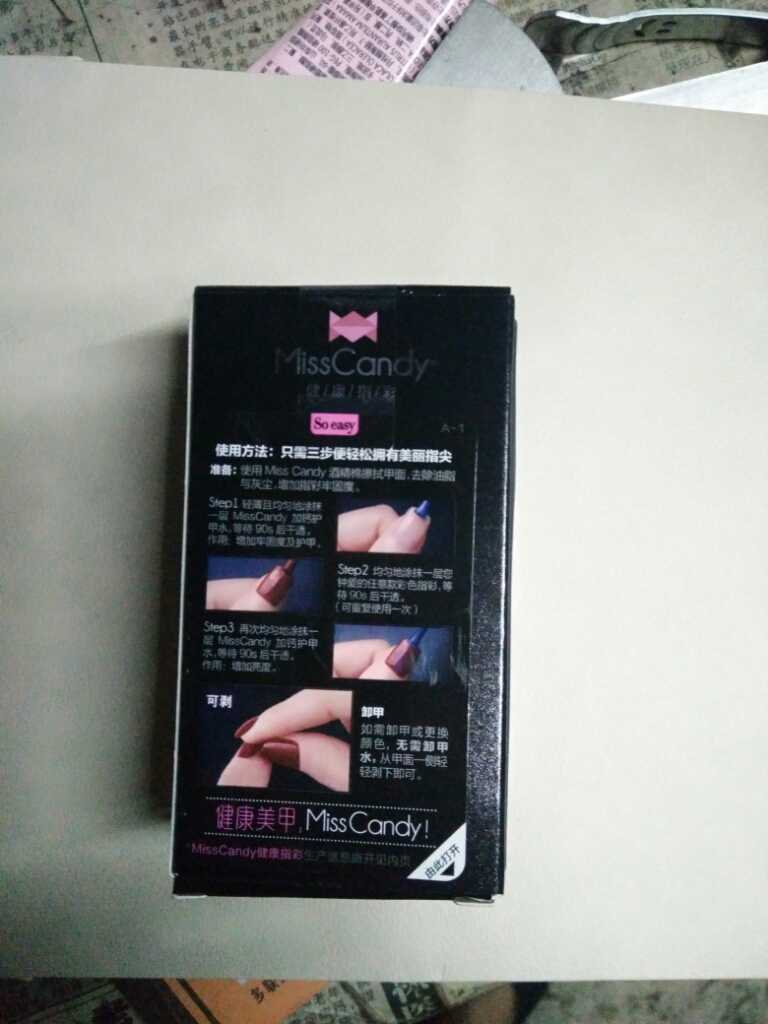 MissCandy
健/康/指/彩
So easy
A-1
使用方法：只需三步便轻松拥有美丽指尖
准备：使用 Miss Candy 酒精棉擦拭甲面，去除油脂
与灰尘，增加指彩牢固度。
Step1 轻薄且均匀地涂抹
一层 MissCandy 加钙护
甲水，等待 90s 后干透。
作用：增加牢固度及护甲。
Step2 均匀地涂抹一层您
钟爱的任意款彩色指彩，等
待 90s 后干透。
（可重复使用一次）
Step3 再次均匀地涂抹一
层 MissCandy 加钙护甲
水，等待 90s 后干透。
作用：增加亮度。
可剥
卸甲
如需卸甲或更换
颜色，无需卸甲
水，从甲面一侧轻
轻剥下即可。
健康美甲，MissCandy！
MissCandy健康指彩生产信息撕开见内页
由此打开